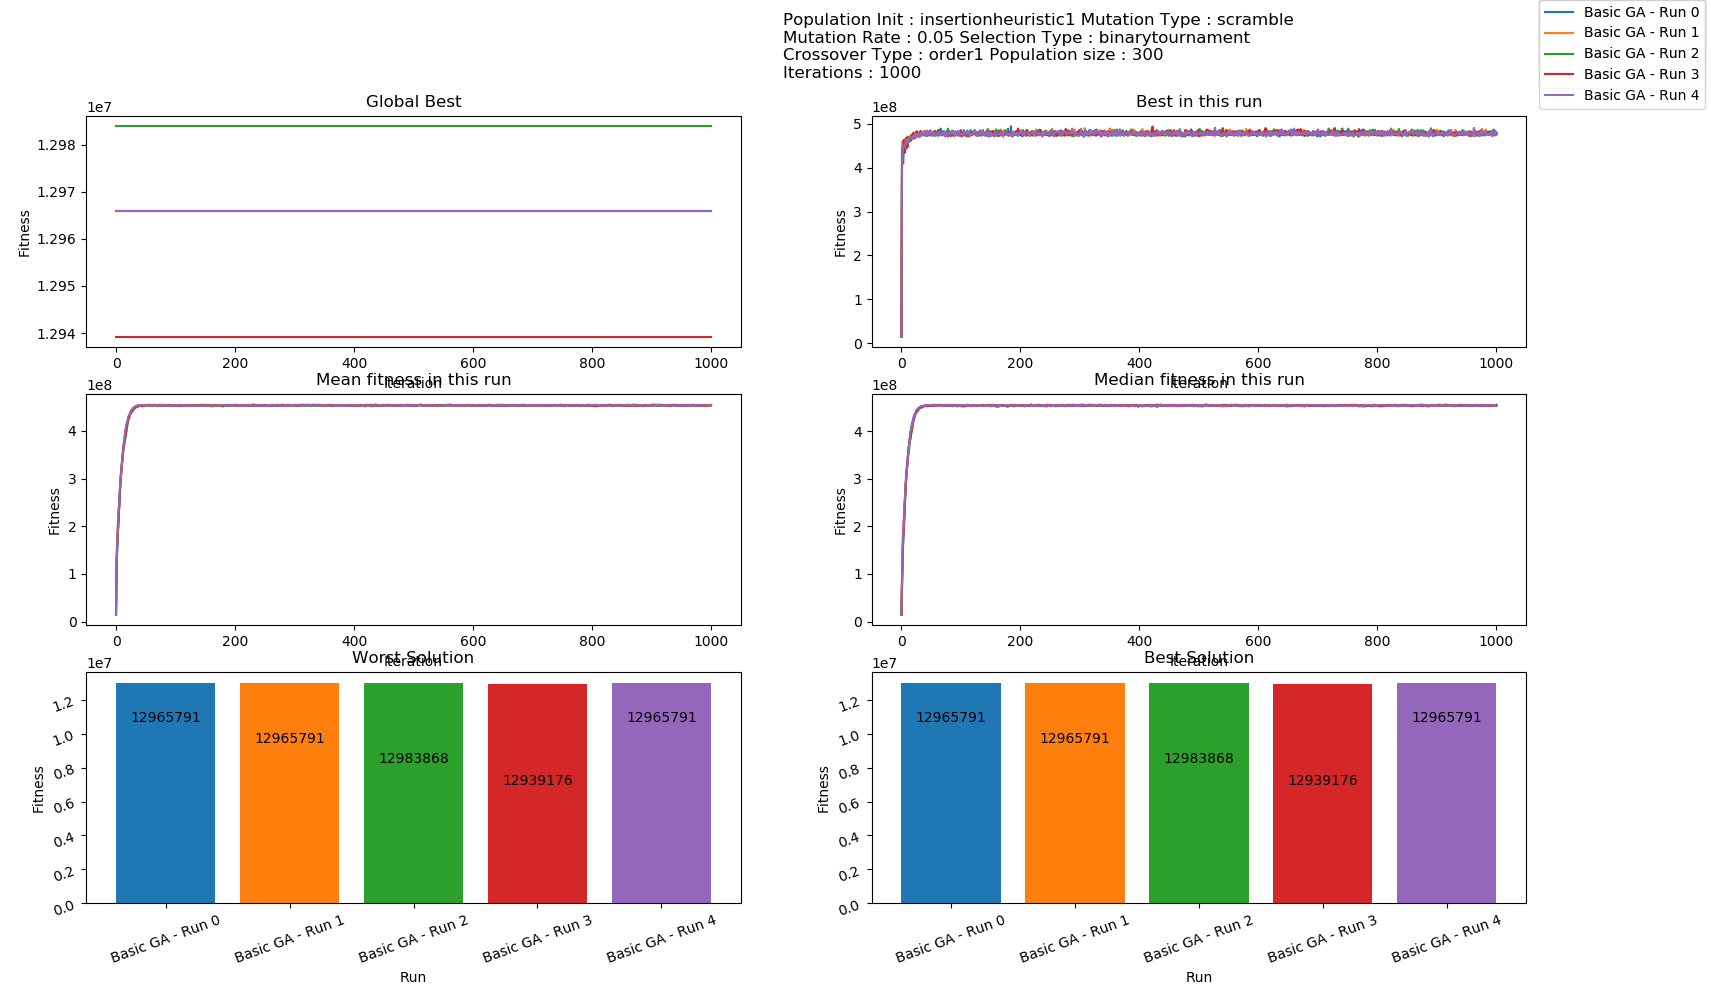 Population Init : insertionheuristic1 Mutation Type : scramble
Mutation Rate : 0.05 Selection Type : binarytournament
Crossover Type : order1 Population size : 300
Iterations : 1000
Basic GA - Run 0
Basic GA - Run 1
Basic GA - Run 2
Basic GA - Run 3
Basic GA - Run 4
Global Best
1e7
1.298
1.297
1.296
1.295
1.294
Fitness
0 200 400 600 800 1000
Iteration
Best in this run
1e8
5
4
3
2
1
0
Fitness
0 200 400 600 800 1000
Iteration
Mean fitness in this run
1e8
4
3
2
1
0
Fitness
0 200 400 600 800 1000
Iteration
Median fitness in this run
1e8
4
3
2
1
0
Fitness
0 200 400 600 800 1000
Iteration
Worst Solution
1e7
1.2
1.0
0.8
0.6
0.4
0.2
0.0
Fitness
12965791
12965791
12983868
12939176
12965791
Basic GA - Run 0
Basic GA - Run 1
Basic GA - Run 2
Basic GA - Run 3
Basic GA - Run 4
Run
Best Solution
1e7
1.2
1.0
0.8
0.6
0.4
0.2
0.0
Fitness
12965791
12965791
12983868
12939176
12965791
Basic GA - Run 0
Basic GA - Run 1
Basic GA - Run 2
Basic GA - Run 3
Basic GA - Run 4
Run